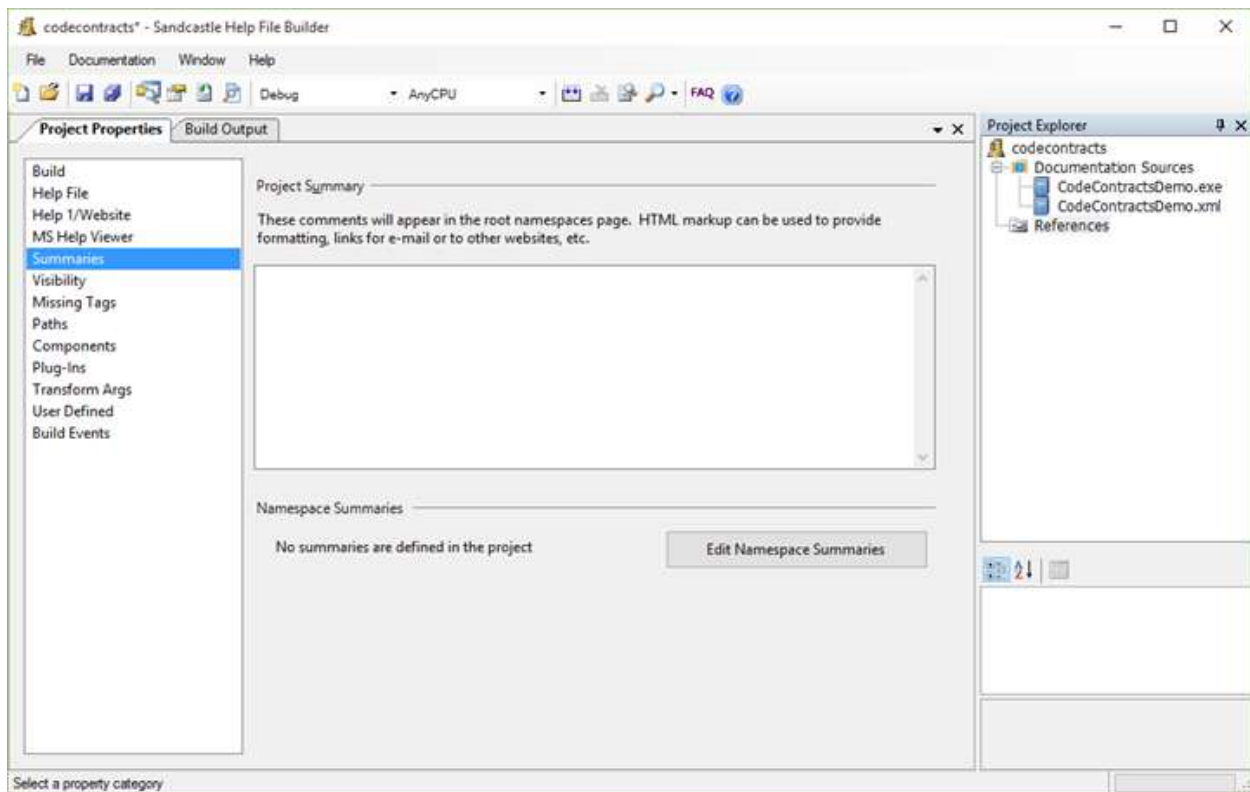 codecontracts* - Sandcastle Help File Builder
File Documentation Window Help
Debug AnyCPU FAQ
Project Properties Build Output
Build
Help File
Help 1/Website
MS Help Viewer
Summaries
Visibility
Missing Tags
Paths
Components
Plug-Ins
Transform Args
User Defined
Build Events
Project Summary
These comments will appear in the root namespaces page. HTML markup can be used to provide
formatting, links for e-mail or to other websites, etc.
Namespace Summaries
No summaries are defined in the project
Edit Namespace Summaries
Project Explorer
codecontracts
Documentation Sources
CodeContractsDemo.exe
CodeContractsDemo.xml
References
Select a property category